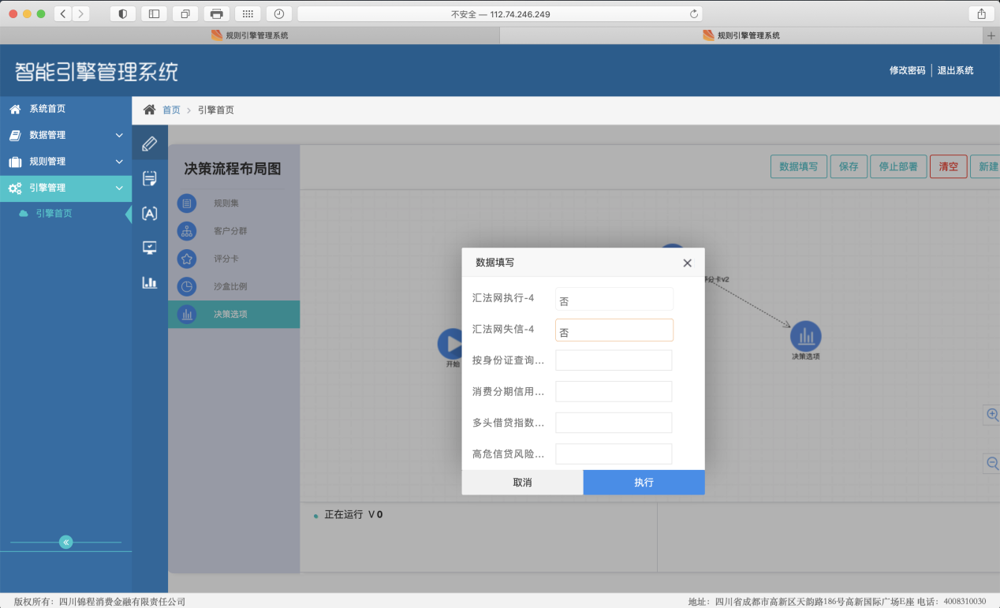 不安全 — 112.74.246.249
规则引擎管理系统
规则引擎管理系统
智能引擎管理系统
修改密码
退出系统
系统首页
数据管理
规则管理
引擎管理
引擎首页
首页 > 引擎首页
决策流程布局图
规则集
客户分群
评分卡
沙盒比例
决策选项
数据填写
保存
停止部署
清空
新建
开始
分卡v2
决策选项
数据填写
汇法网执行-4 否
汇法网失信-4 否
按身份证查询...
消费分期信用...
多头借贷指数...
高危信贷风险...
取消
执行
正在运行 V 0
版权所有：四川锦程消费金融有限责任公司
地址：四川省成都市高新区天韵路186号高新国际广场E座 电话：4008310030